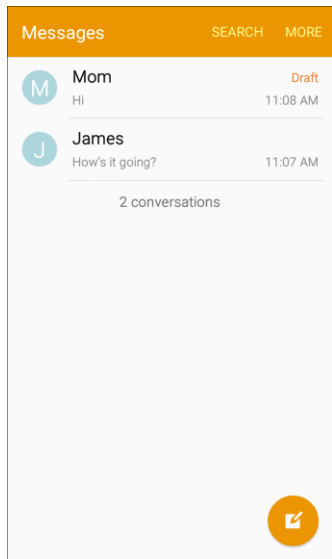 Messages SEARCH MORE
M Mom Draft
Hi 11:08 AM
J James
How's it going? 11:07 AM
2 conversations